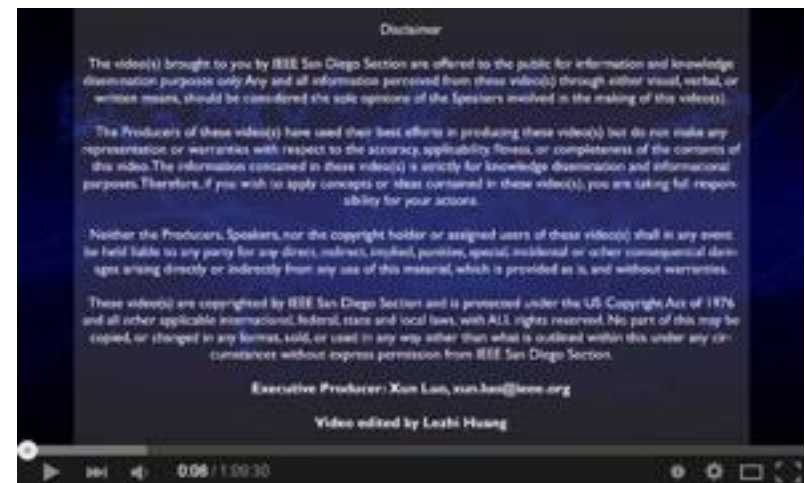 Disclaimer
The video(s) brought to you by IEEE San Diego Section are offered to the public for information and knowledge
dissemination purposes only Any and all information perceived from these video(s) through either visual, verbal, or
written means, should be considered the sole opinions of the Speakers involved in the making of this video(s).
The Producers of these video(s) have used their best efforts in producing these video(s) but do not make any
representation or warranties with respect to the accuracy, applicability, fitness, or completeness of the contents of
this video. The information contained in these video(s) is strictly for knowledge dissemination and informational
purposes. Therefore, if you wish to apply concepts or ideas contained in these video(s), you are taking full respon-
sibility for your actions.
Neither the Producers, Speakers, nor the copyright holder or assigned users of these video(s) shall in any event
be held liable to any party for any direct, indirect, implied, punitive, special, incidental or other consequential dam-
ages arising directly or indirectly from any use of this material, which is provided as is, and without warranties.
These video(s) are copyrighted by IEEE San Diego Section and is protected under the US Copyright Act of 1976
and all other applicable international, federal, state and local laws, with ALL rights reserved. No part of this may be
copied, or changed in any format, sold, or used in any way other than what is outlined within this under any cir-
cumstances without express permission from IEEE San Diego Section.
Executive Producer: Xun Luo, xun.luo@ieee.org
Video edited by Leahi Huang
0:08 / 1:09:30